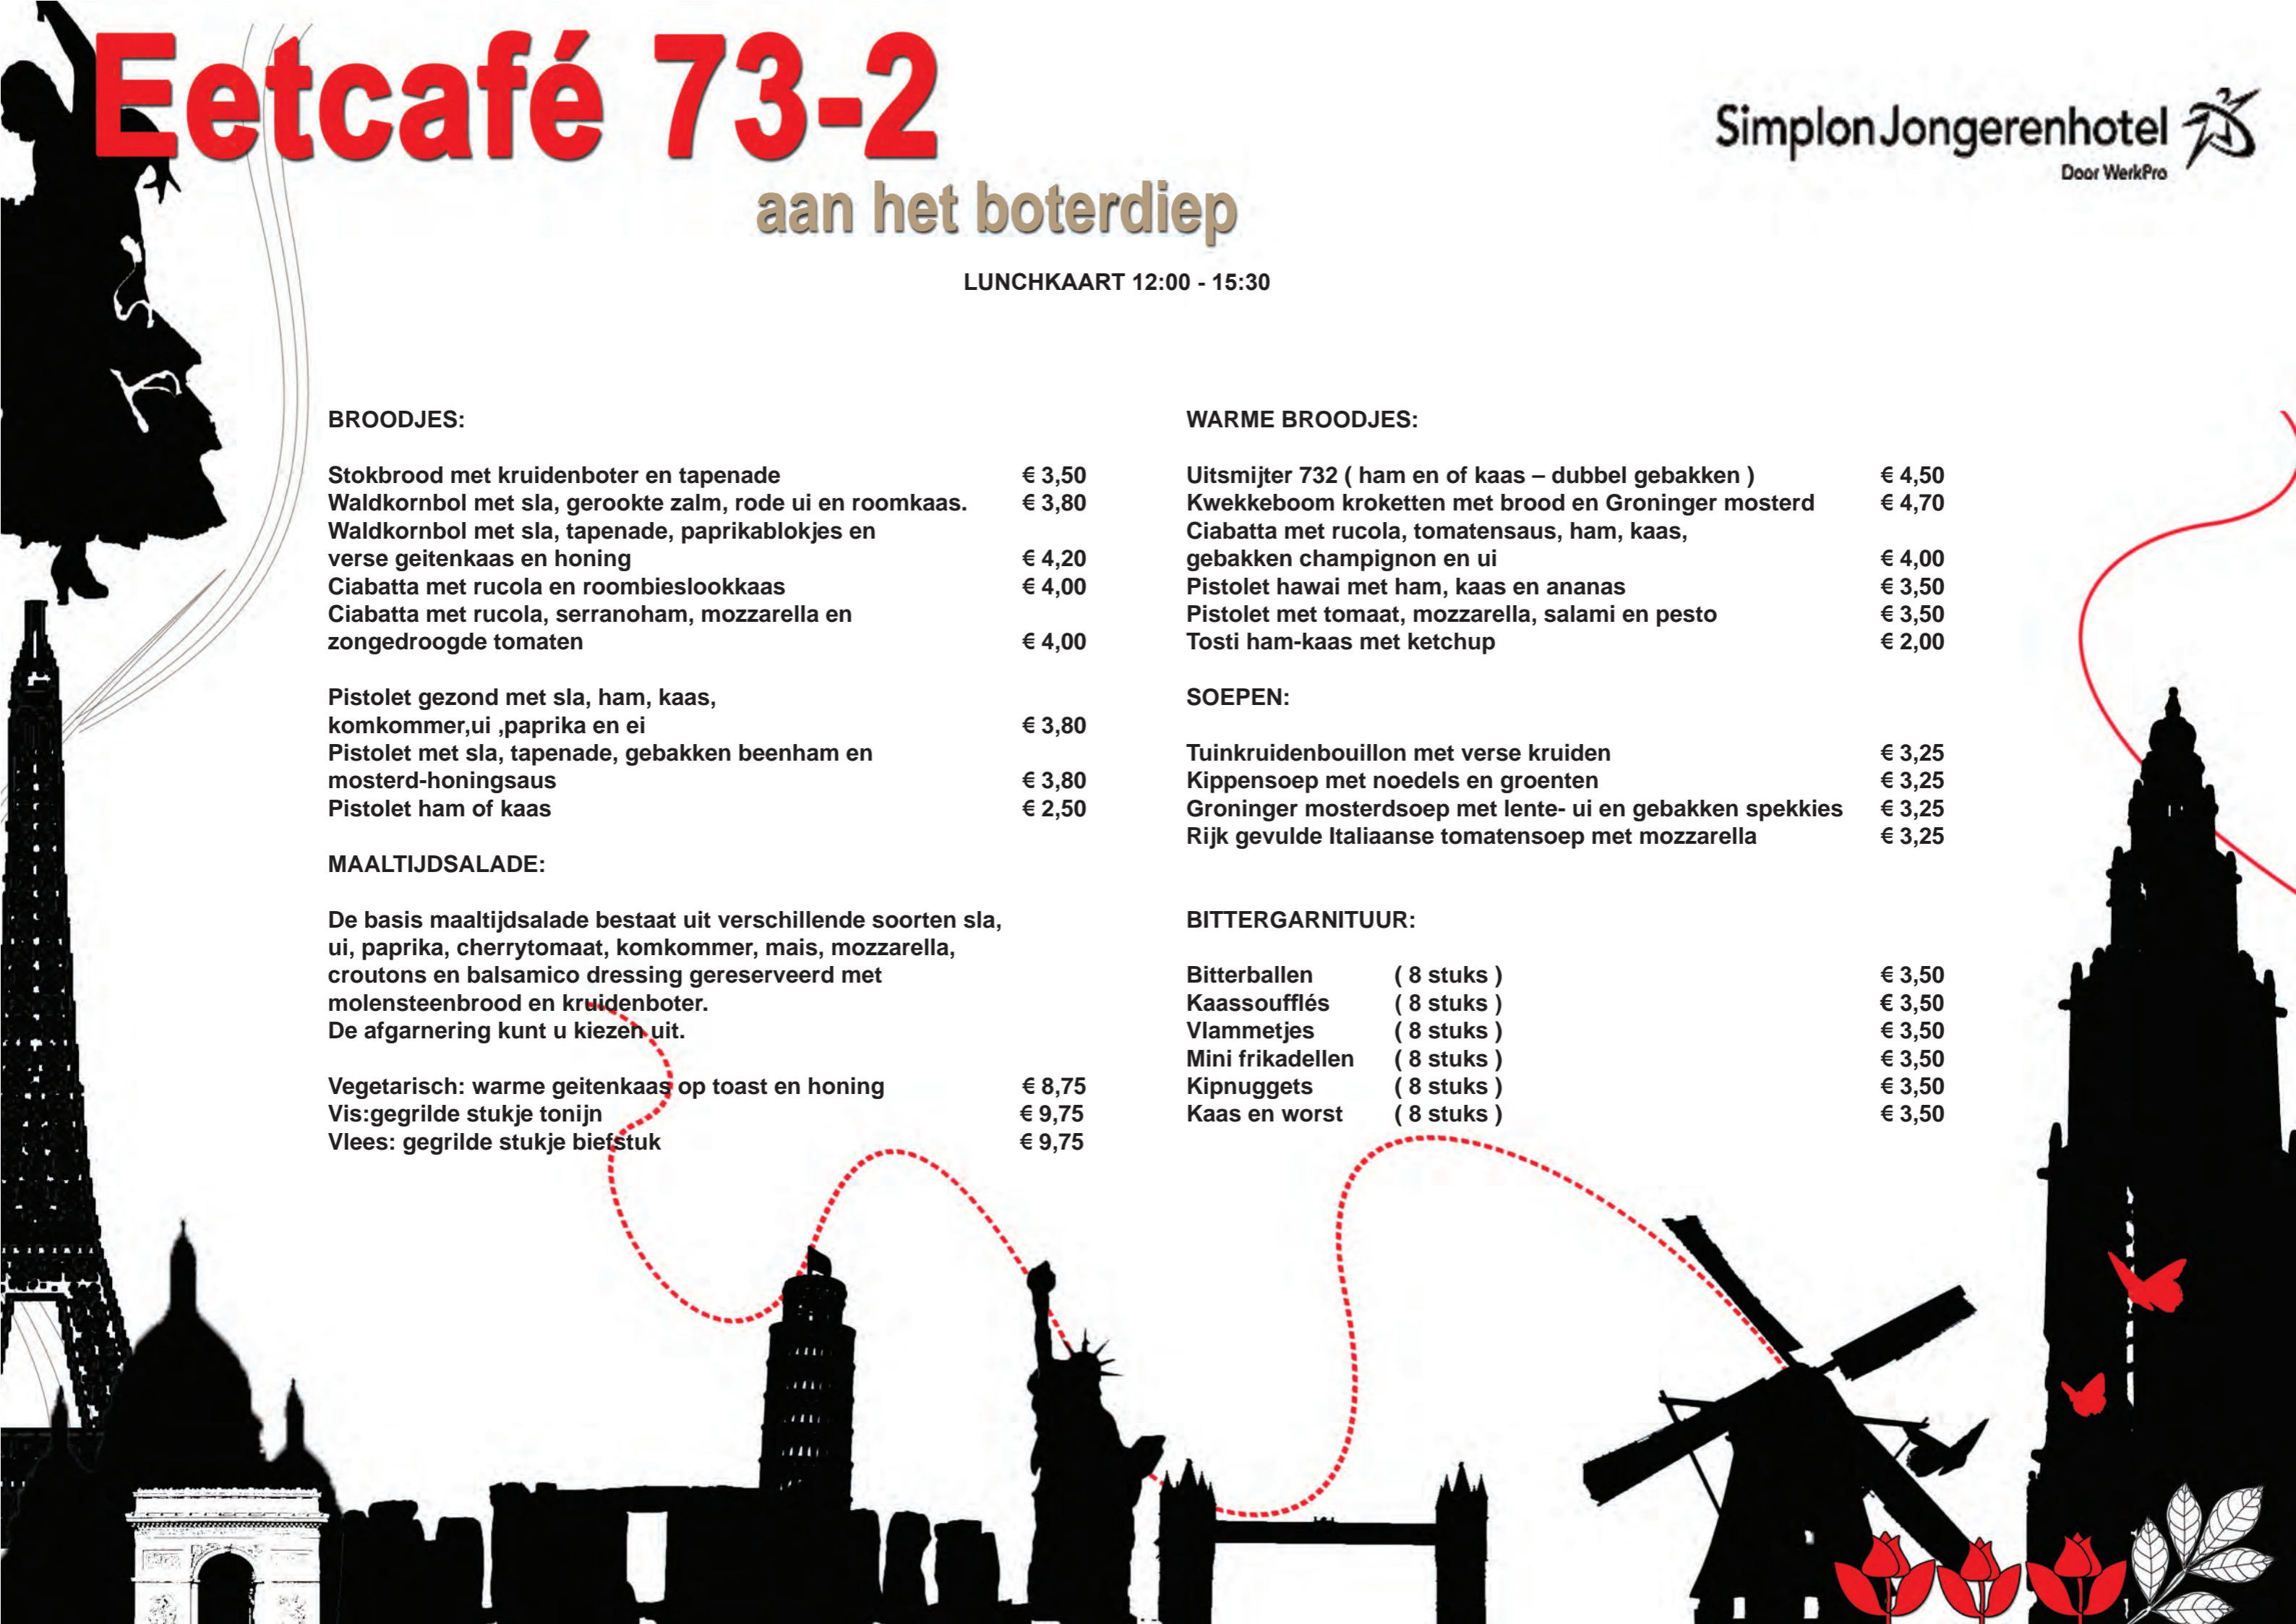 Eetcafé 73-2
aan het boterdiep
Simplon Jongerenhotel
Door WerkPro
LUNCHKAART 12:00 - 15:30
BROODJES:
Stokbrood met kruidenboter en tapenade € 3,50
Waldkornbol met sla, gerookte zalm, rode ui en roomkaas. € 3,80
Waldkornbol met sla, tapenade, paprikablokjes en
verse geitenkaas en honing € 4,20
Ciabatta met rucola en roombieslookkaas € 4,00
Ciabatta met rucola, serranoham, mozzarella en
zongedroogde tomaten € 4,00
Pistolet gezond met sla, ham, kaas,
komkommer,ui ,paprika en ei € 3,80
Pistolet met sla, tapenade, gebakken beenham en
mosterd-honingsaus € 3,80
Pistolet ham of kaas € 2,50
MAALTIJDSALADE:
De basis maaltijdsalade bestaat uit verschillende soorten sla,
ui, paprika, cherrytomaat, komkommer, mais, mozzarella,
croutons en balsamico dressing gereserveerd met
molensteenbrood en kruidenboter.
De afgarnering kunt u kiezen uit.
Vegetarisch: warme geitenkaas op toast en honing € 8,75
Vis:gegrilde stukje tonijn € 9,75
Vlees: gegrilde stukje biefstuk € 9,75
WARME BROODJES:
Uitsmijter 732 ( ham en of kaas – dubbel gebakken ) € 4,50
Kwekkeboom kroketten met brood en Groninger mosterd € 4,70
Ciabatta met rucola, tomatensaus, ham, kaas,
gebakken champignon en ui € 4,00
Pistolet hawai met ham, kaas en ananas € 3,50
Pistolet met tomaat, mozzarella, salami en pesto € 3,50
Tosti ham-kaas met ketchup € 2,00
SOEPEN:
Tuinkruidenbouillon met verse kruiden € 3,25
Kippensoep met noedels en groenten € 3,25
Groninger mosterdsoep met lente- ui en gebakken spekkies € 3,25
Rijk gevulde Italiaanse tomatensoep met mozzarella € 3,25
BITTERGARNITUUR:
Bitterballen ( 8 stuks ) € 3,50
Kaassoufflés ( 8 stuks ) € 3,50
Vlammetjes ( 8 stuks ) € 3,50
Mini frikadellen ( 8 stuks ) € 3,50
Kipnuggets ( 8 stuks ) € 3,50
Kaas en worst ( 8 stuks ) € 3,50